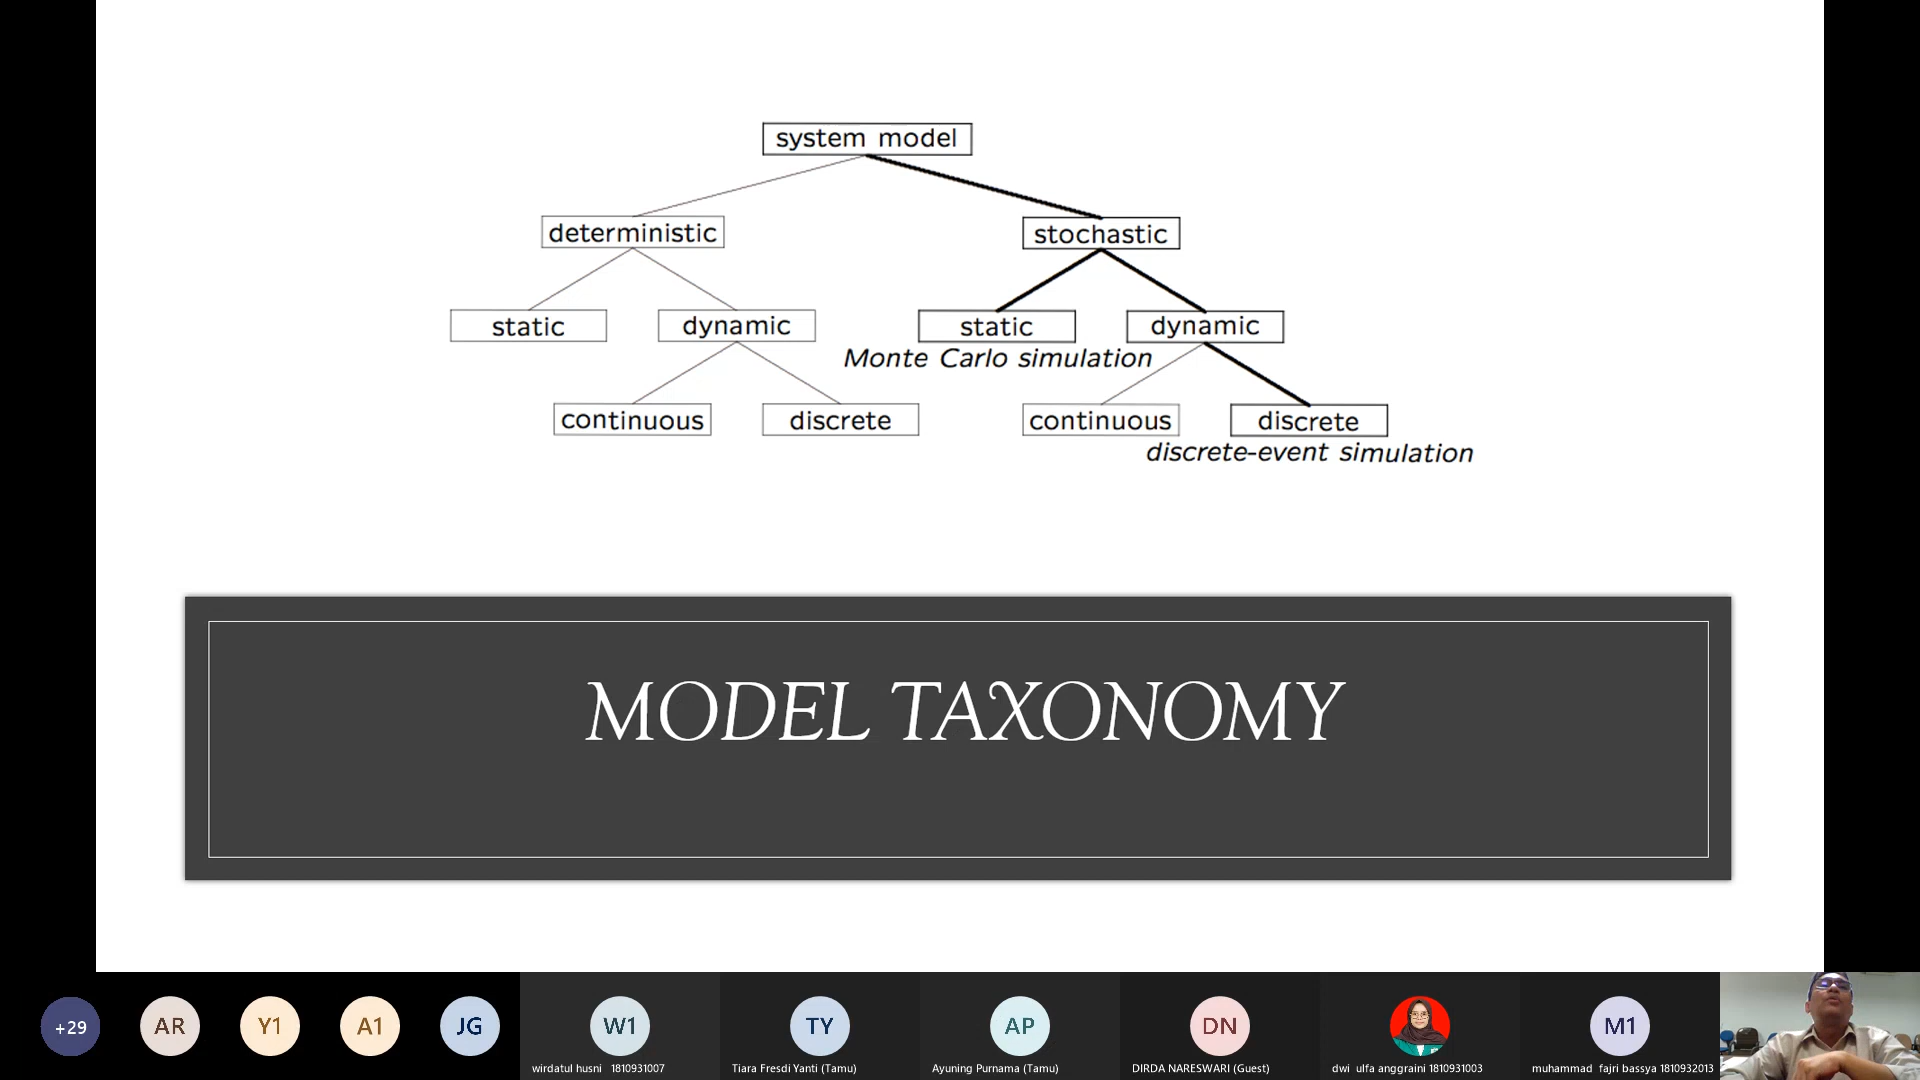 system model
deterministic
stochastic
static
dynamic
static
dynamic
Monte Carlo simulation
continuous
discrete
continuous
discrete
discrete-event simulation
MODEL TAXONOMY
+29
AR
Y1
A1
JG
W1
TY
AP
DN
M1
wirdatul husni 1810931007
Tiara Fresdi Yanti (Tamu)
Ayuning Purnama (Tamu)
DIRDA NARESWARI (Guest)
dwi ulfa anggraini 1810931003
muhammad fajri bassya 1810932013